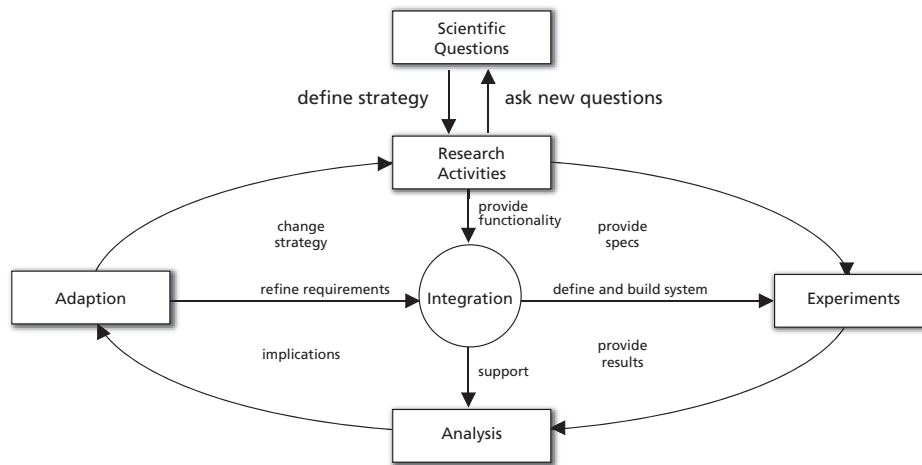 Scientific
Questions
define strategy
ask new questions
Research
Activities
provide
functionality
change
strategy
provide
specs
Adaption
refine requirements
Integration
define and build system
Experiments
implications
provide
results
support
Analysis